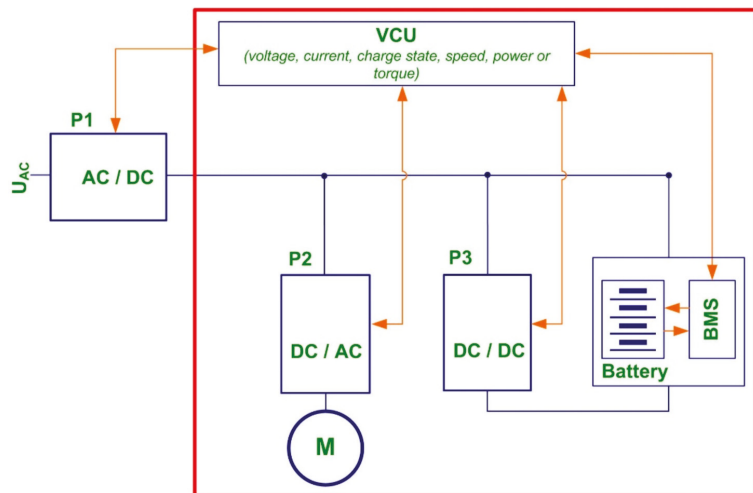 VCU
(voltage, current, charge state, speed, power or
torque)
P1
AC / DC
UAC
P2
DC / AC
M
P3
DC / DC
BMS
Battery